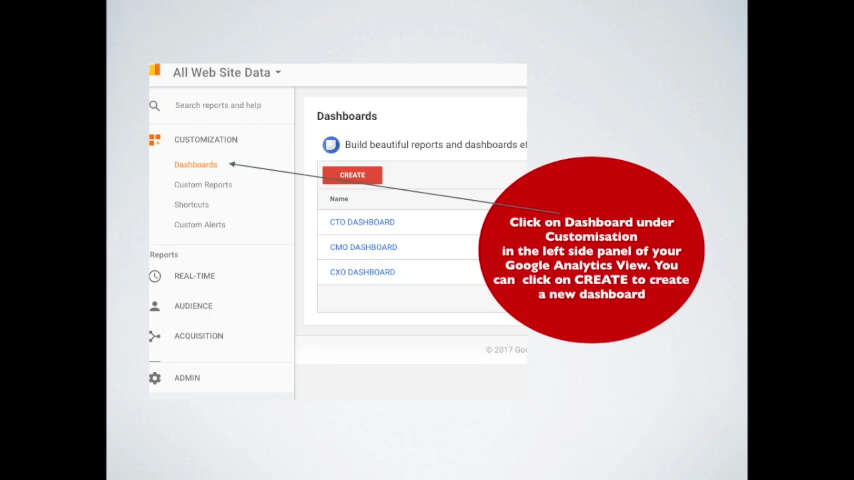 All Web Site Data
Search reports and help
CUSTOMIZATION
Dashboards
Custom Reports
Shortcuts
Custom Alerts
Reports
REAL-TIME
AUDIENCE
ACQUISITION
ADMIN
Dashboards
Build beautiful reports and dashboards
CREATE
Name
CTO DASHBOARD
CMO DASHBOARD
CXO DASHBOARD
© 2017
Click on Dashboard under
Customisation
in the left side panel of your
Google Analytics View. You
can click on CREATE to create
a new dashboard